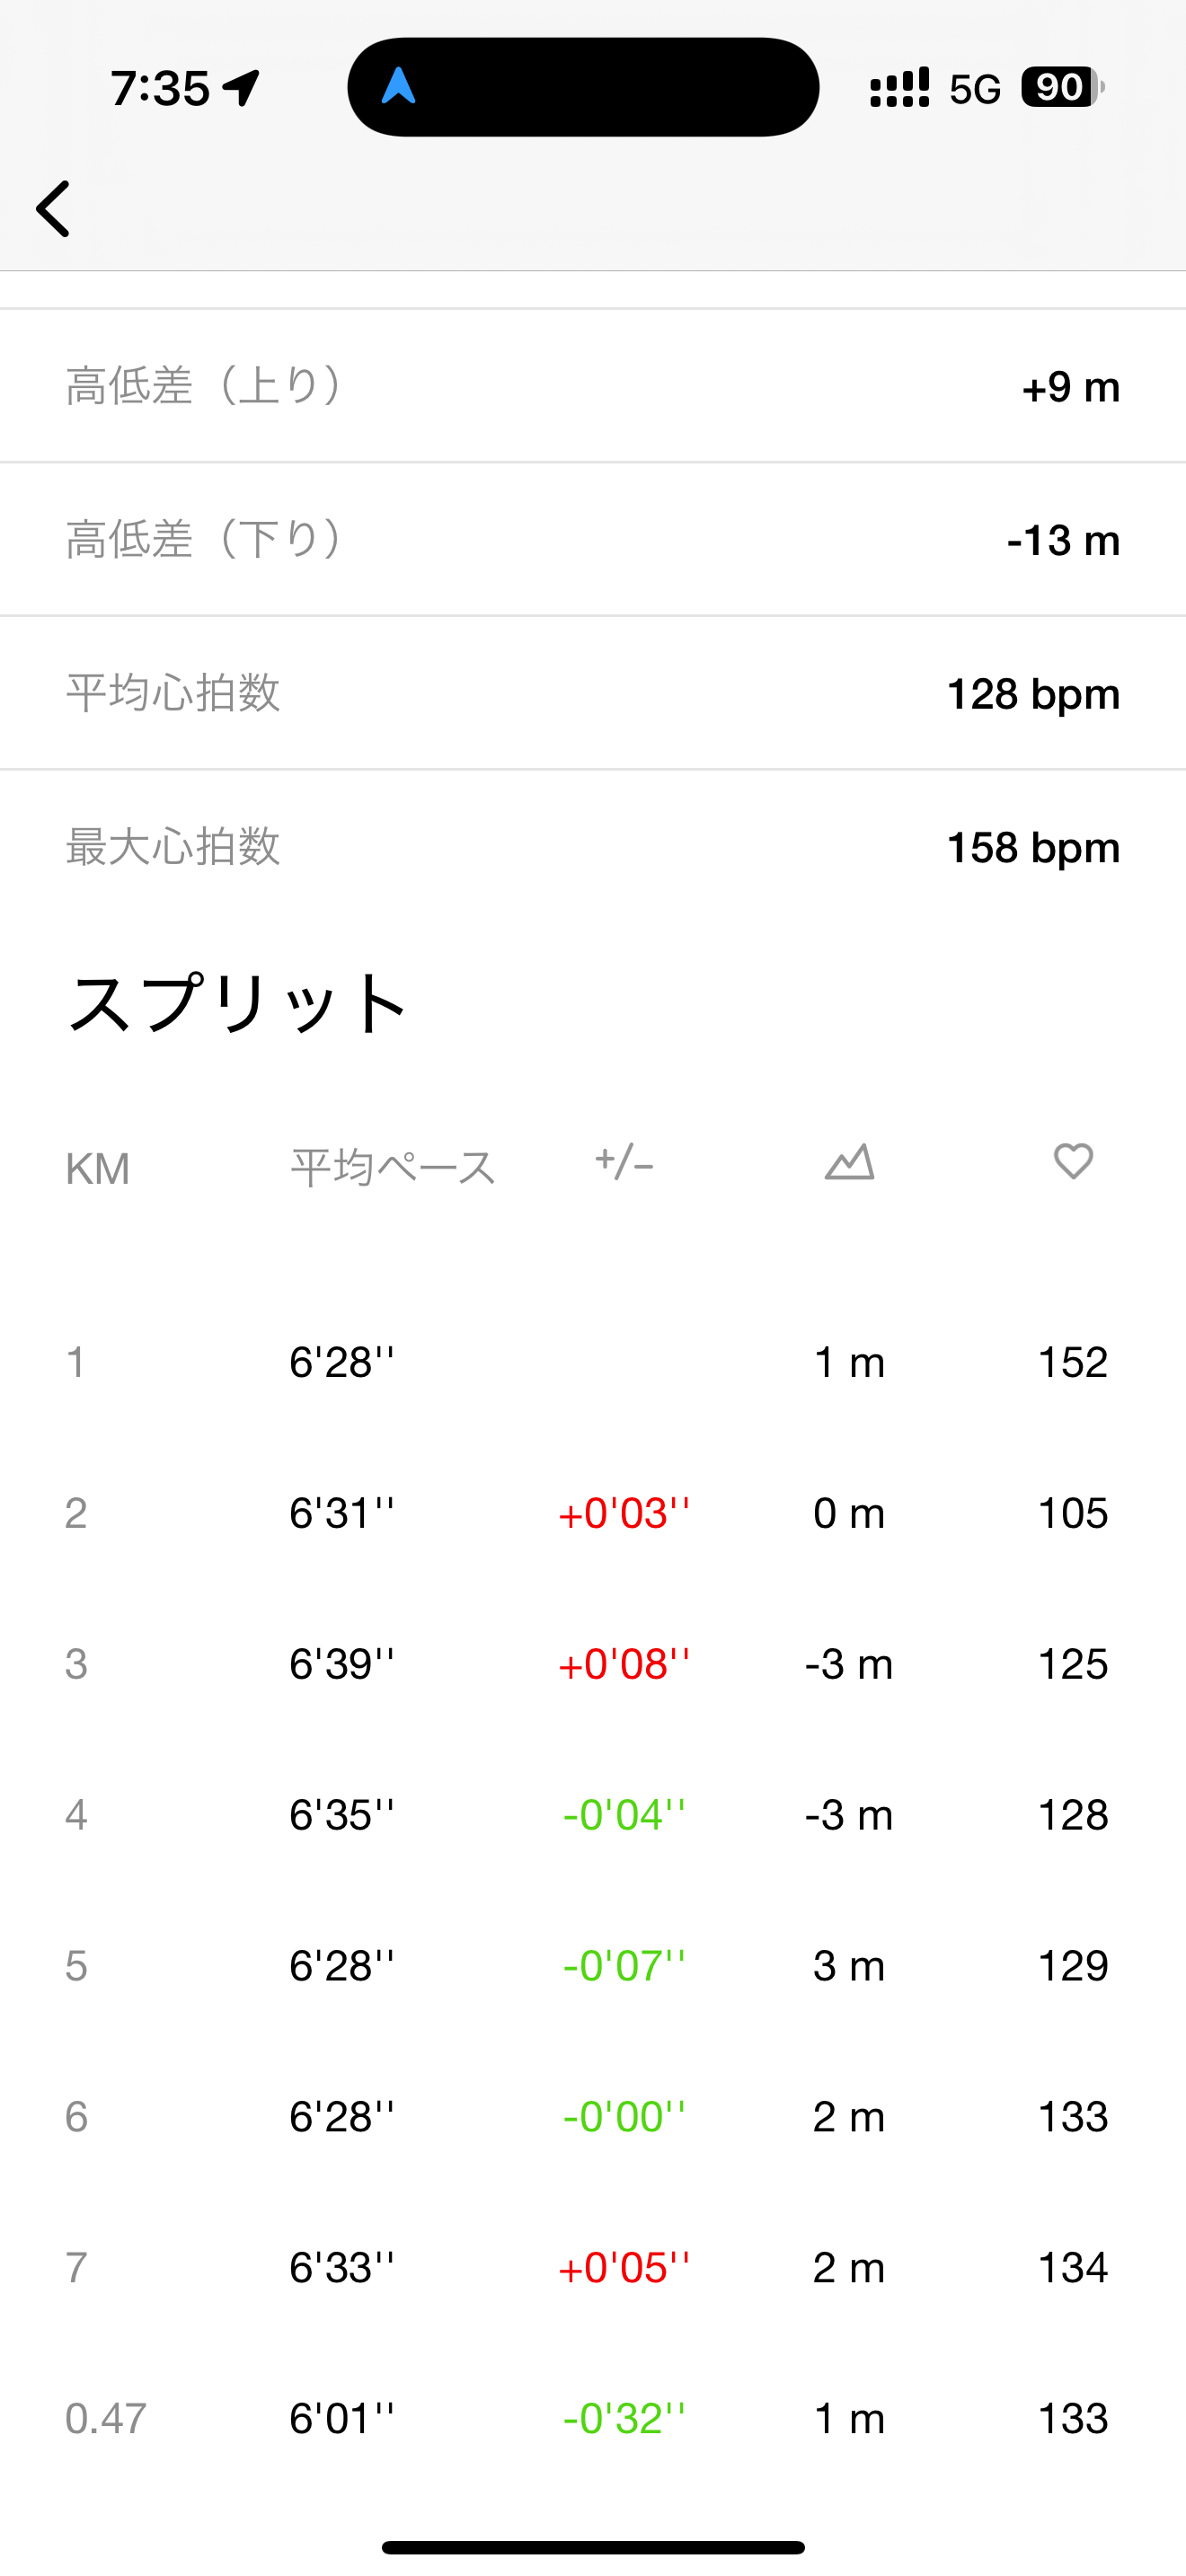 7:35 5G 90
高低差（上り） +9 m
高低差（下り） -13 m
平均心拍数 128 bpm
最大心拍数 158 bpm
スプリット
KM 平均ペース +/-
1 6'28'' 1 m 152
2 6'31'' +0'03'' 0 m 105
3 6'39'' +0'08'' -3 m 125
4 6'35'' -0'04'' -3 m 128
5 6'28'' -0'07'' 3 m 129
6 6'28'' -0'00'' 2 m 133
7 6'33'' +0'05'' 2 m 134
0.47 6'01'' -0'32'' 1 m 133